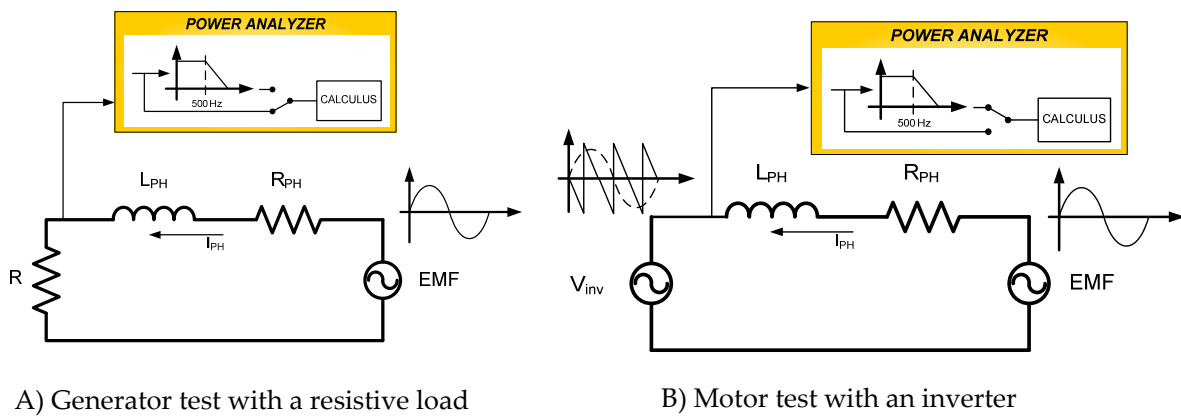 POWER ANALYZER
500 Hz
CALCULUS
LPH
RPH
IPH
R
EMF
A) Generator test with a resistive load
POWER ANALYZER
500 Hz
CALCULUS
LPH
RPH
IPH
Vinv
EMF
B) Motor test with an inverter